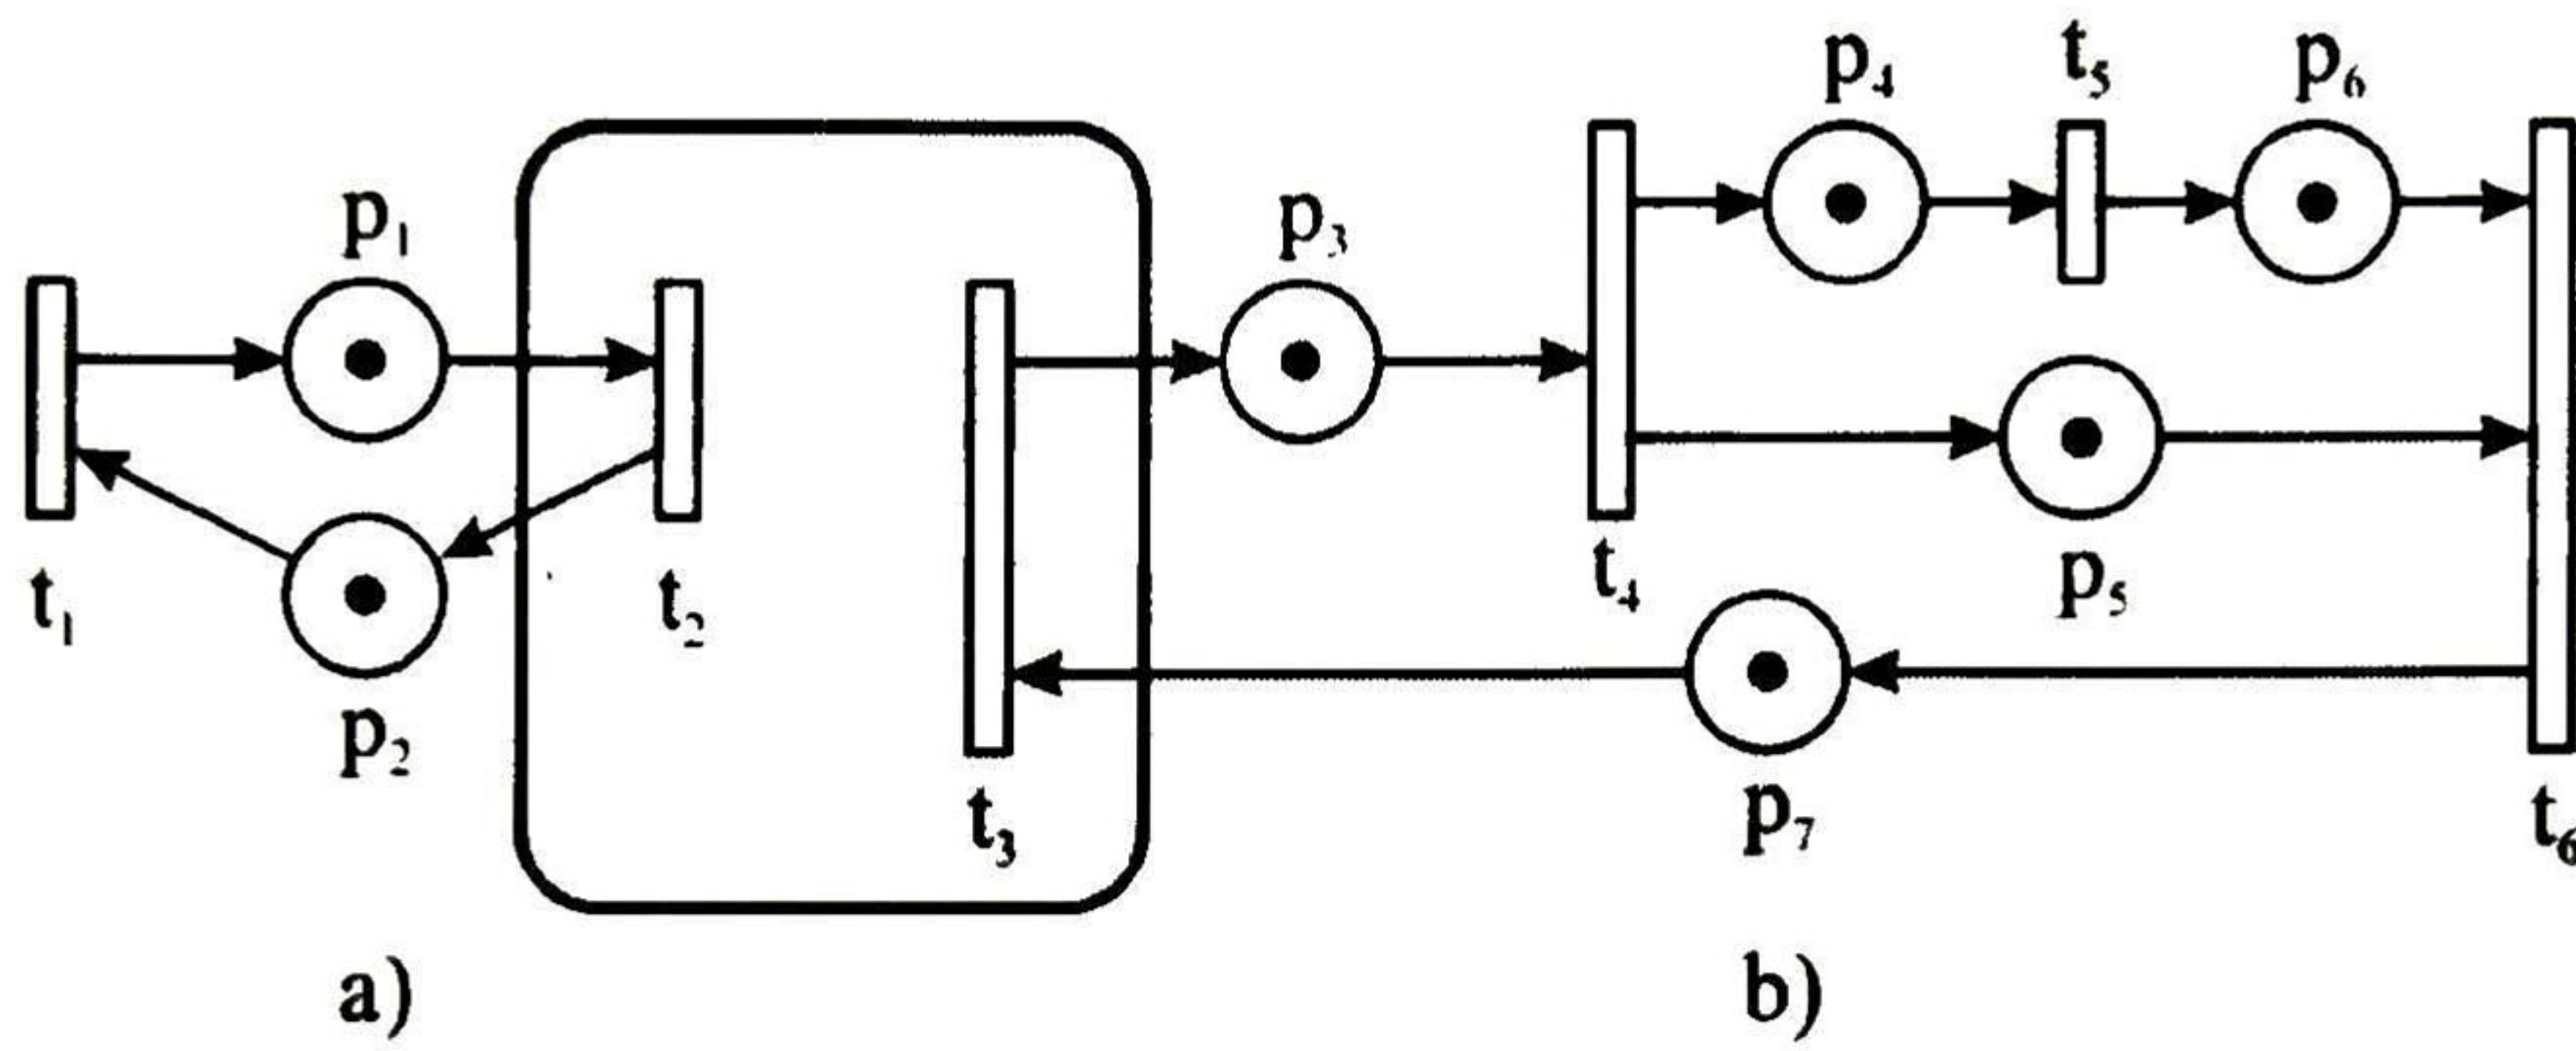 p₄ t₅ p₆
p₁ p₃
t₁ t₂ t₄ p₅
p₂ t₃ p₇ t₆
a) b)